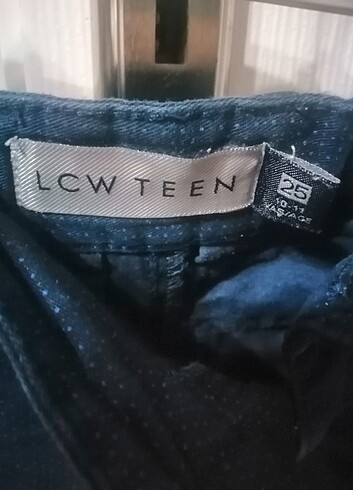 LCW TEEN
25
10-11
YAŞ/AGE